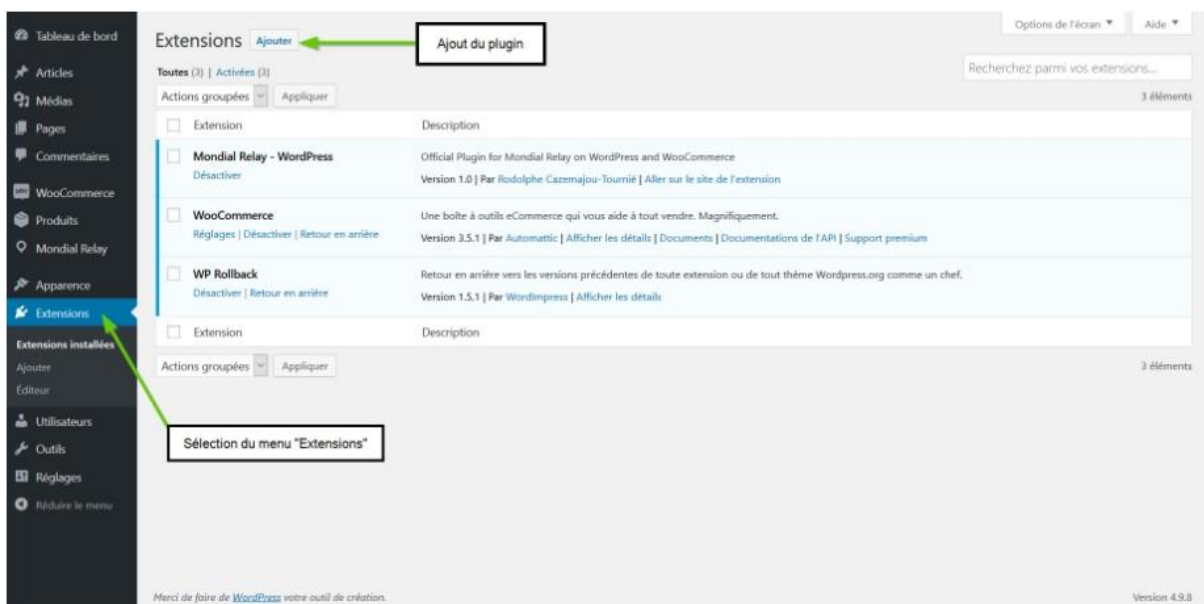 Tableau de bord
Articles
Médias
Pages
Commentaires
WooCommerce
Produits
Mondial Relay
Apparence
Extensions
Extensions installées
Ajouter
Éditeur
Utilisateurs
Outils
Réglages
Réduire le menu
Options de l'écran ▼ Aide ▼
Extensions Ajouter
Ajout du plugin
Toutes (3) | Activées (3)
Recherchez parmi vos extensions...
Actions groupées Appliquer
3 éléments
Extension Description
Mondial Relay - WordPress Official Plugin for Mondial Relay on WordPress and WooCommerce
Désactiver Version 1.0 | Par Rodolphe Cazemajou-Tournié | Aller sur le site de l'extension
WooCommerce Une boîte à outils eCommerce qui vous aide à tout vendre. Magnifiquement.
Réglages | Désactiver | Retour en arrière Version 3.5.1 | Par Automattic | Afficher les détails | Documents | Documentations de l'API | Support premium
WP Rollback Retour en arrière vers les versions précédentes de toute extension ou de tout thème Wordpress.org comme un chef.
Désactiver | Retour en arrière Version 1.5.1 | Par WordImpress | Afficher les détails
Extension Description
Actions groupées Appliquer 3 éléments
Sélection du menu "Extensions"
Merci de faire de WordPress votre outil de création. Version 4.9.8